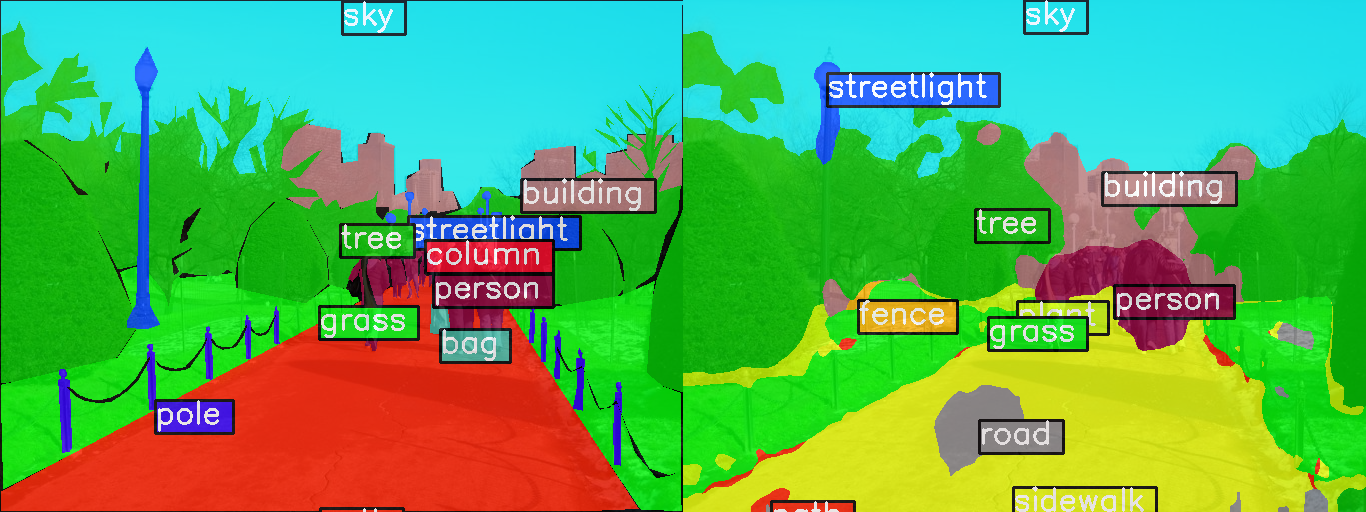 sky
building
streetlight
tree
column
person
grass
bag
pole
sky
streetlight
building
tree
person
fence
plant
grass
road
sidewalk
path